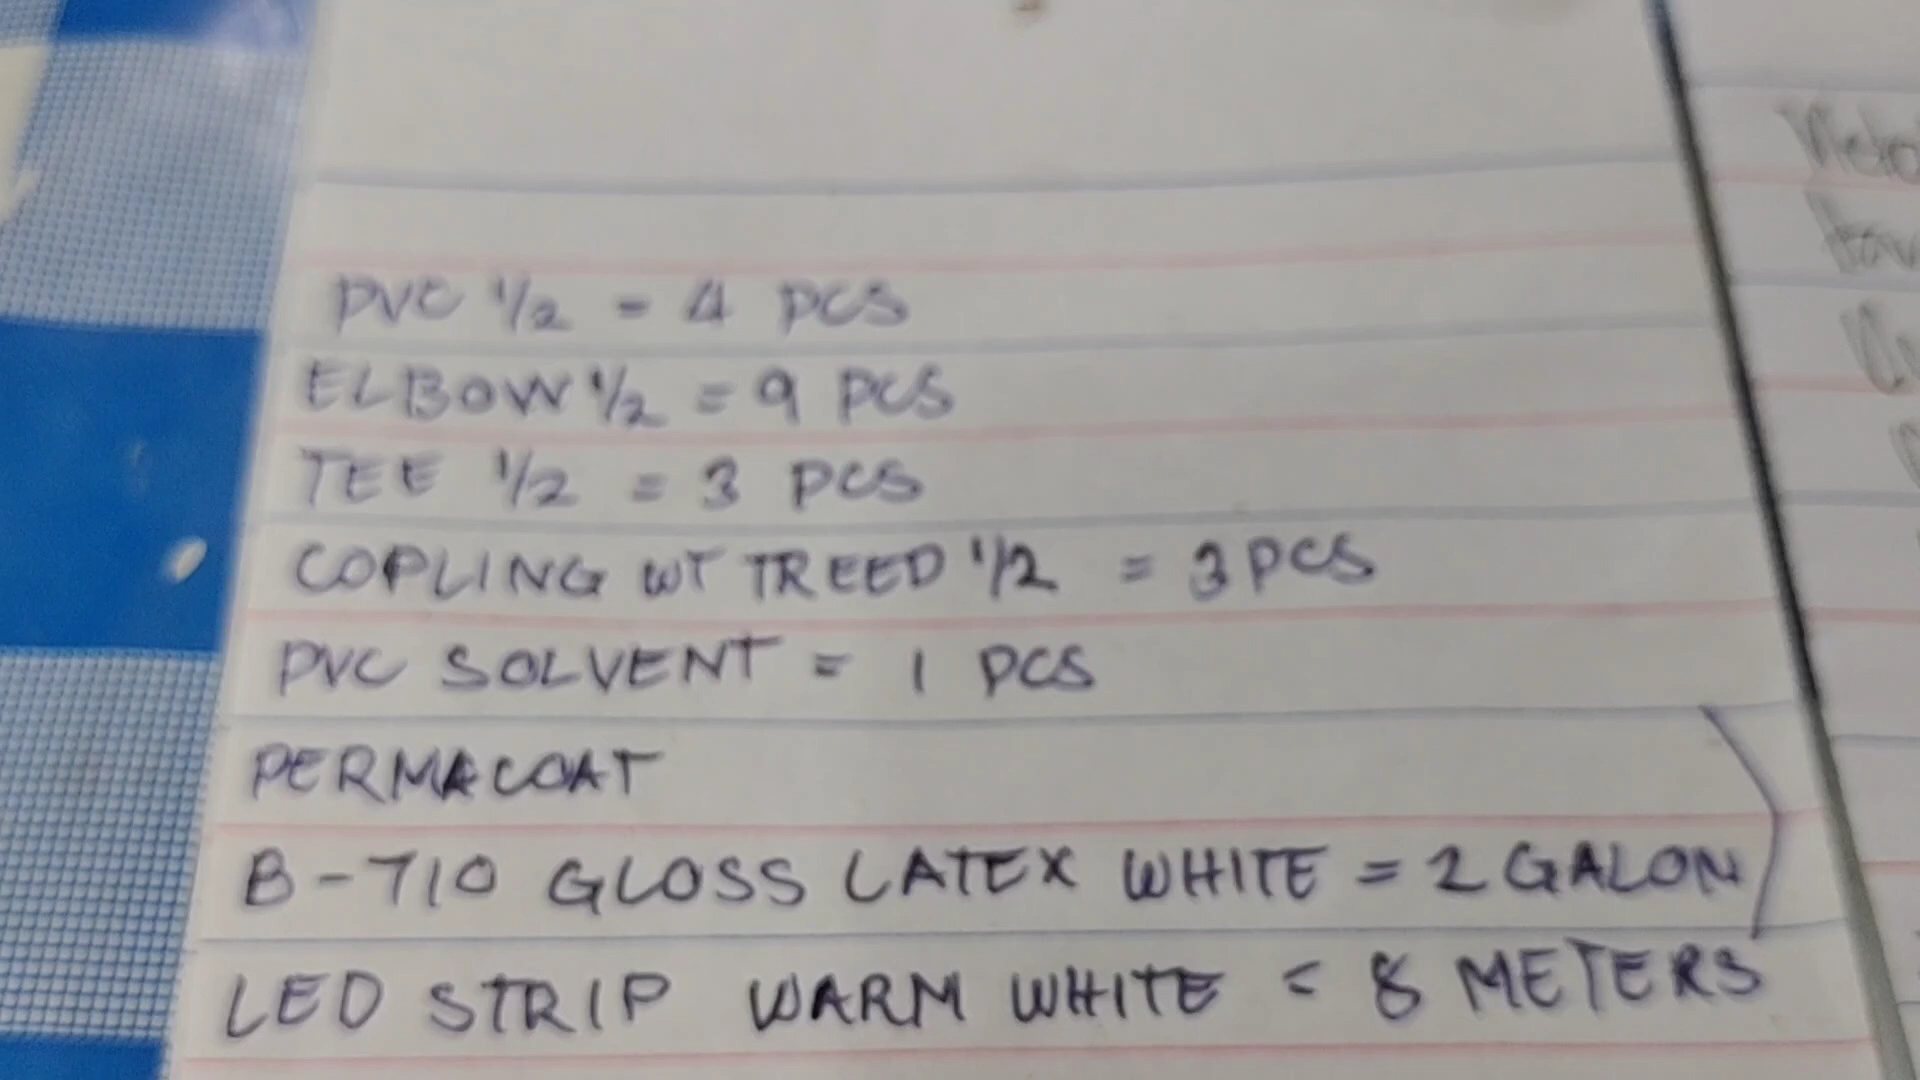 PVC 1/2 - 4 PCS
ELBOW 1/2 = 9 PCS
TEE 1/2 = 3 PCS
COPLING WT TREED 1/2 = 3 PCS
PVC SOLVENT = 1 PCS
PERMACOAT
B-710 GLOSS LATEX WHITE = 2 GALON
LED STRIP WARM WHITE = 8 METERS